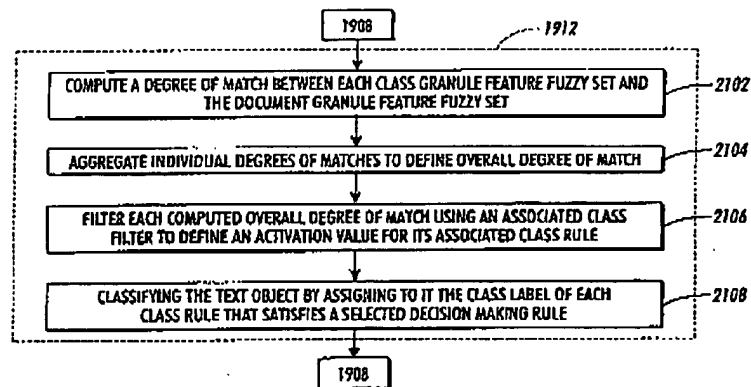 1908
1912
COMPUTE A DEGREE OF MATCH BETWEEN EACH CLASS GRANULE FEATURE FUZZY SET AND
THE DOCUMENT GRANULE FEATURE FUZZY SET
2102
AGGREGATE INDIVIDUAL DEGREES OF MATCHES TO DEFINE OVERALL DEGREE OF MATCH
2104
FILTER EACH COMPUTED OVERALL DEGREE OF MATCH USING AN ASSOCIATED CLASS
FILTER TO DEFINE AN ACTIVATION VALUE FOR ITS ASSOCIATED CLASS RULE
2106
CLASSIFYING THE TEXT OBJECT BY ASSIGNING TO IT THE CLASS LABEL OF EACH
CLASS RULE THAT SATISFIES A SELECTED DECISION MAKING RULE
2108
1908